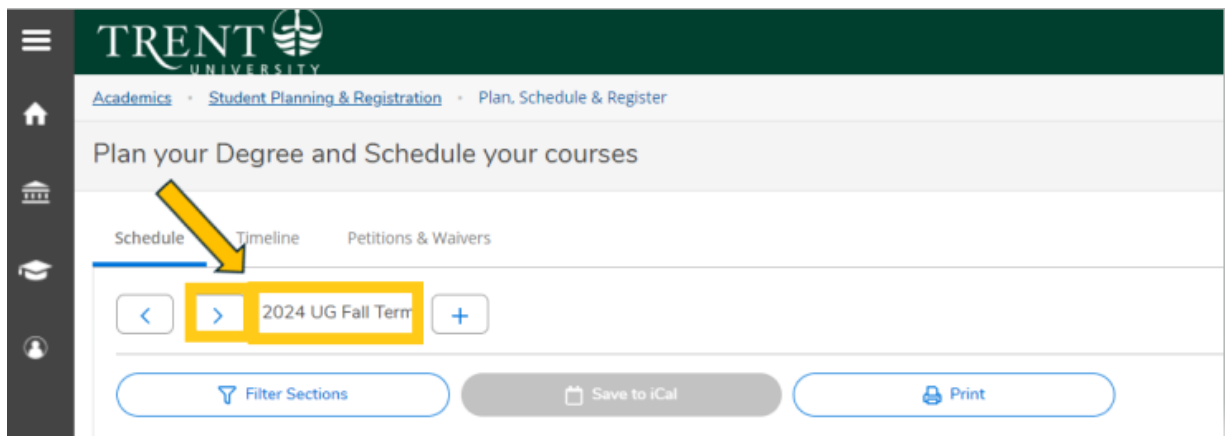 TRENT
UNIVERSITY
Academics · Student Planning & Registration · Plan, Schedule & Register
Plan your Degree and Schedule your courses
Schedule Timeline Petitions & Waivers
< > 2024 UG Fall Term +
Filter Sections Save to iCal Print